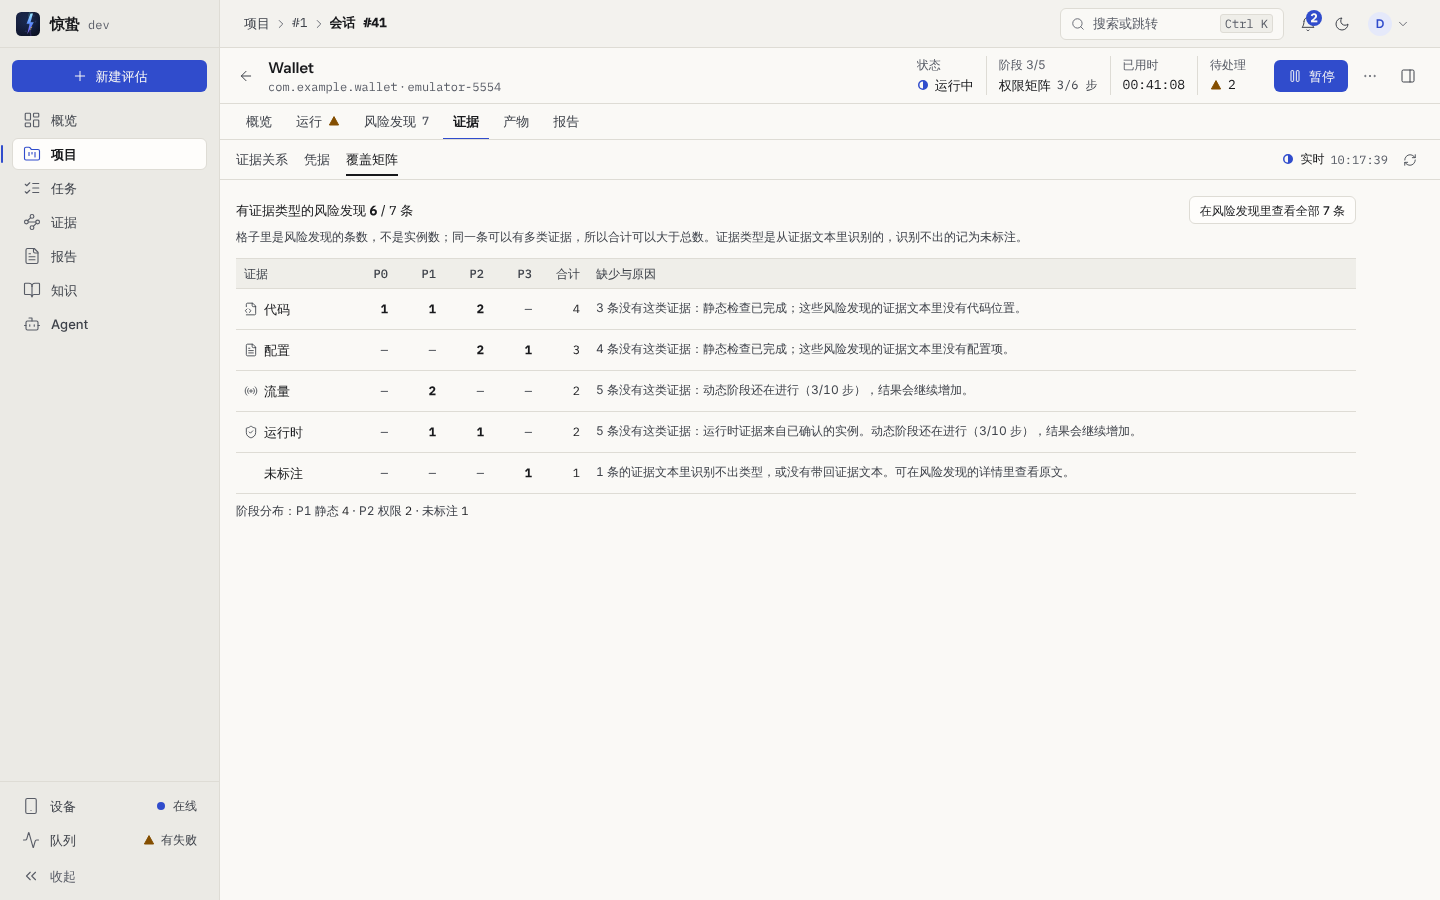 惊蛰 dev
项目 > #1 > 会话 #41
搜索或跳转 Ctrl K
2
D
新建评估
概览
项目
任务
证据
报告
知识
Agent
设备 在线
队列 有失败
收起
Wallet
com.example.wallet · emulator-5554
状态
运行中
阶段 3/5
权限矩阵 3/6 步
已用时
00:41:08
待处理
2
暂停
概览 运行 风险发现 7 证据 产物 报告
证据关系 凭据 覆盖矩阵
实时 10:17:39
有证据类型的风险发现 6 / 7 条
在风险发现里查看全部 7 条
格子里是风险发现的条数，不是实例数；同一条可以有多类证据，所以合计可以大于总数。证据类型是从证据文本里识别的，识别不出的记为未标注。
证据 P0 P1 P2 P3 合计 缺少与原因
代码 1 1 2 — 4 3 条没有这类证据：静态检查已完成；这些风险发现的证据文本里没有代码位置。
配置 — — 2 1 3 4 条没有这类证据：静态检查已完成；这些风险发现的证据文本里没有配置项。
流量 — 2 — — 2 5 条没有这类证据：动态阶段还在进行（3/10 步），结果会继续增加。
运行时 — 1 1 — 2 5 条没有这类证据：运行时证据来自已确认的实例。动态阶段还在进行（3/10 步），结果会继续增加。
未标注 — — — 1 1 1 条的证据文本里识别不出类型，或没有带回证据文本。可在风险发现的详情里查看原文。
阶段分布：P1 静态 4 · P2 权限 2 · 未标注 1